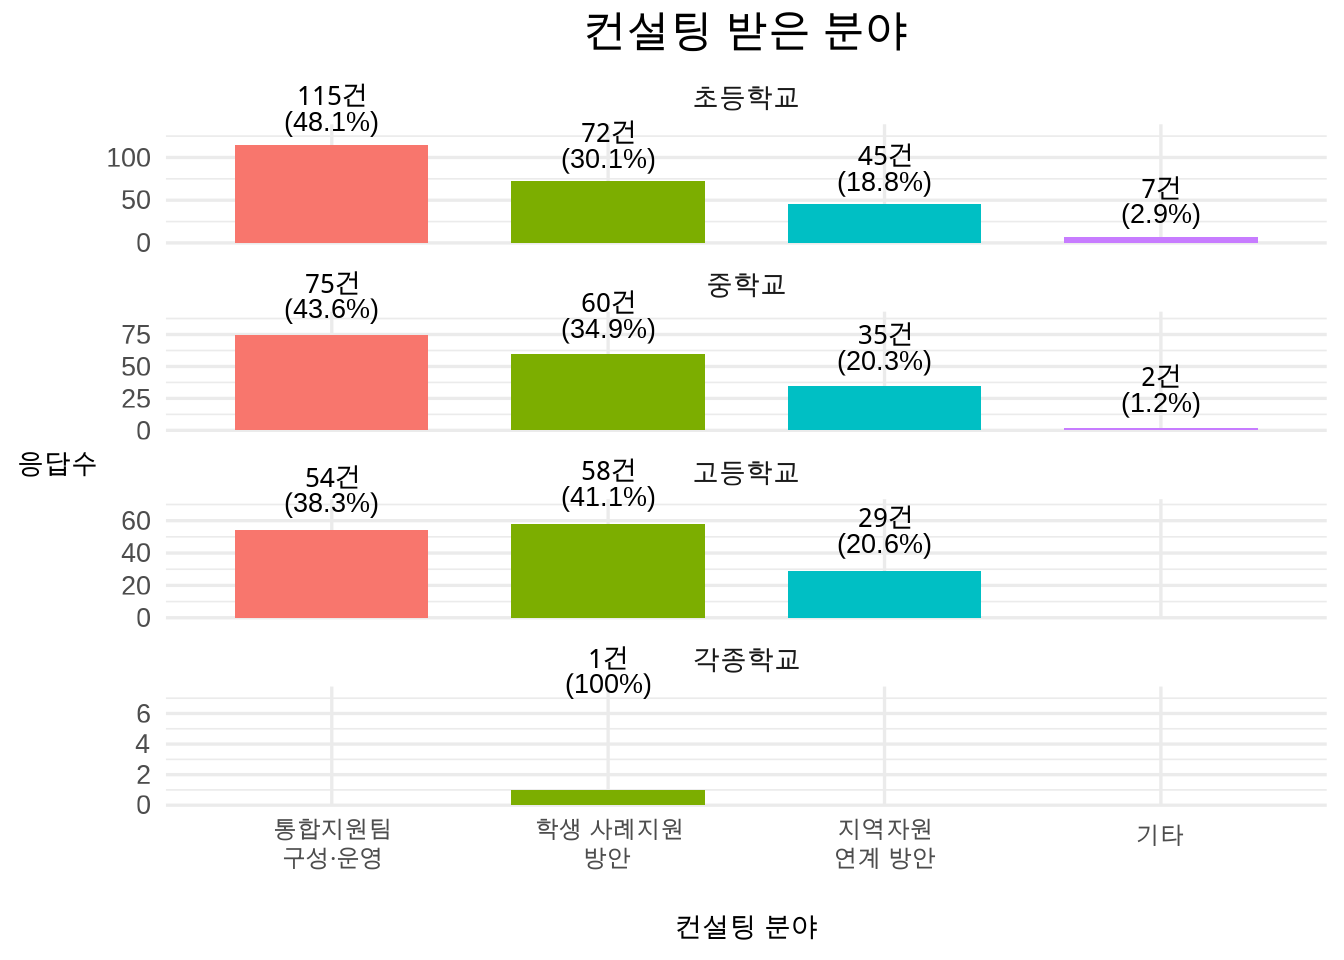 컨설팅 받은 분야
초등학교
115건
(48.1%)
72건
(30.1%)
45건
(18.8%)
7건
(2.9%)
100
50
0
중학교
75건
(43.6%)
60건
(34.9%)
35건
(20.3%)
2건
(1.2%)
75
50
25
0
응답수
고등학교
54건
(38.3%)
58건
(41.1%)
29건
(20.6%)
60
40
20
0
각종학교
1건
(100%)
6
4
2
0
통합지원팀
구성·운영
학생 사례지원
방안
지역자원
연계 방안
기타
컨설팅 분야